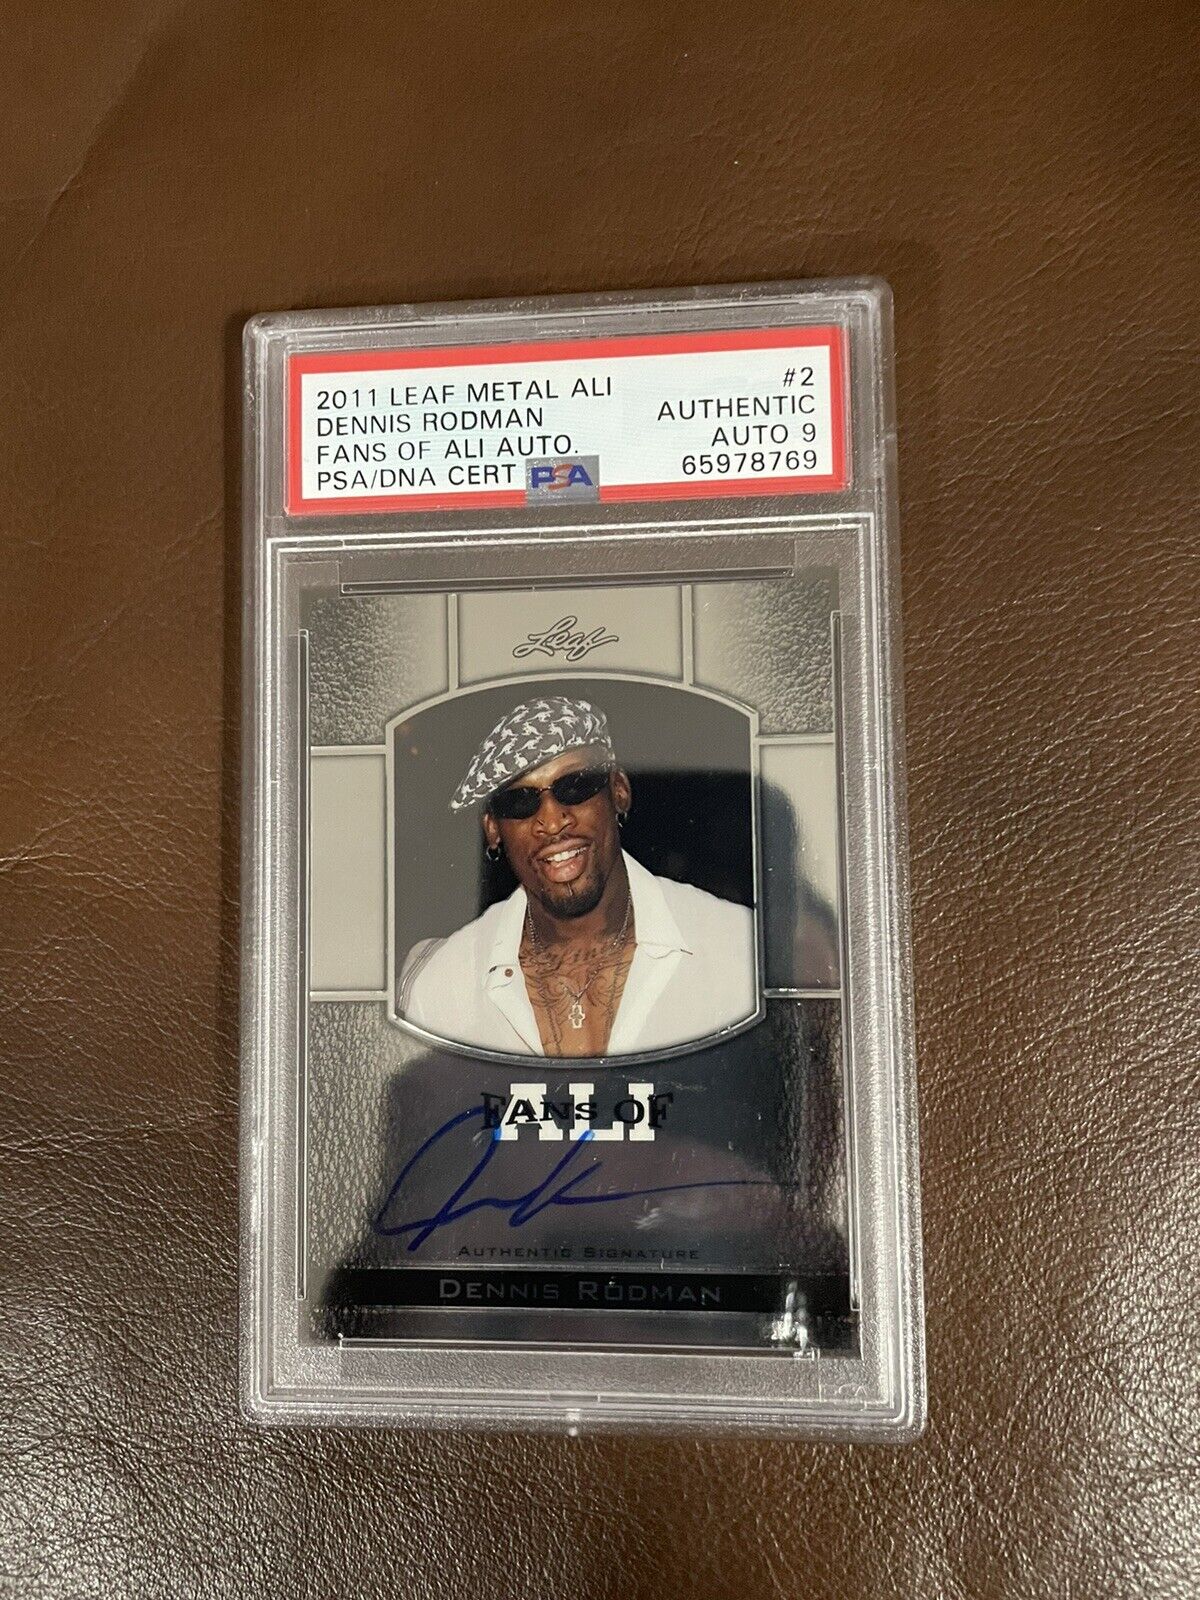 2011 LEAF METAL ALI #2
DENNIS RODMAN AUTHENTIC
FANS OF ALI AUTO. AUTO 9
PSA/DNA CERT PSA 65978769
Leaf
FANS OF
ALI
AUTHENTIC SIGNATURE
DENNIS RODMAN